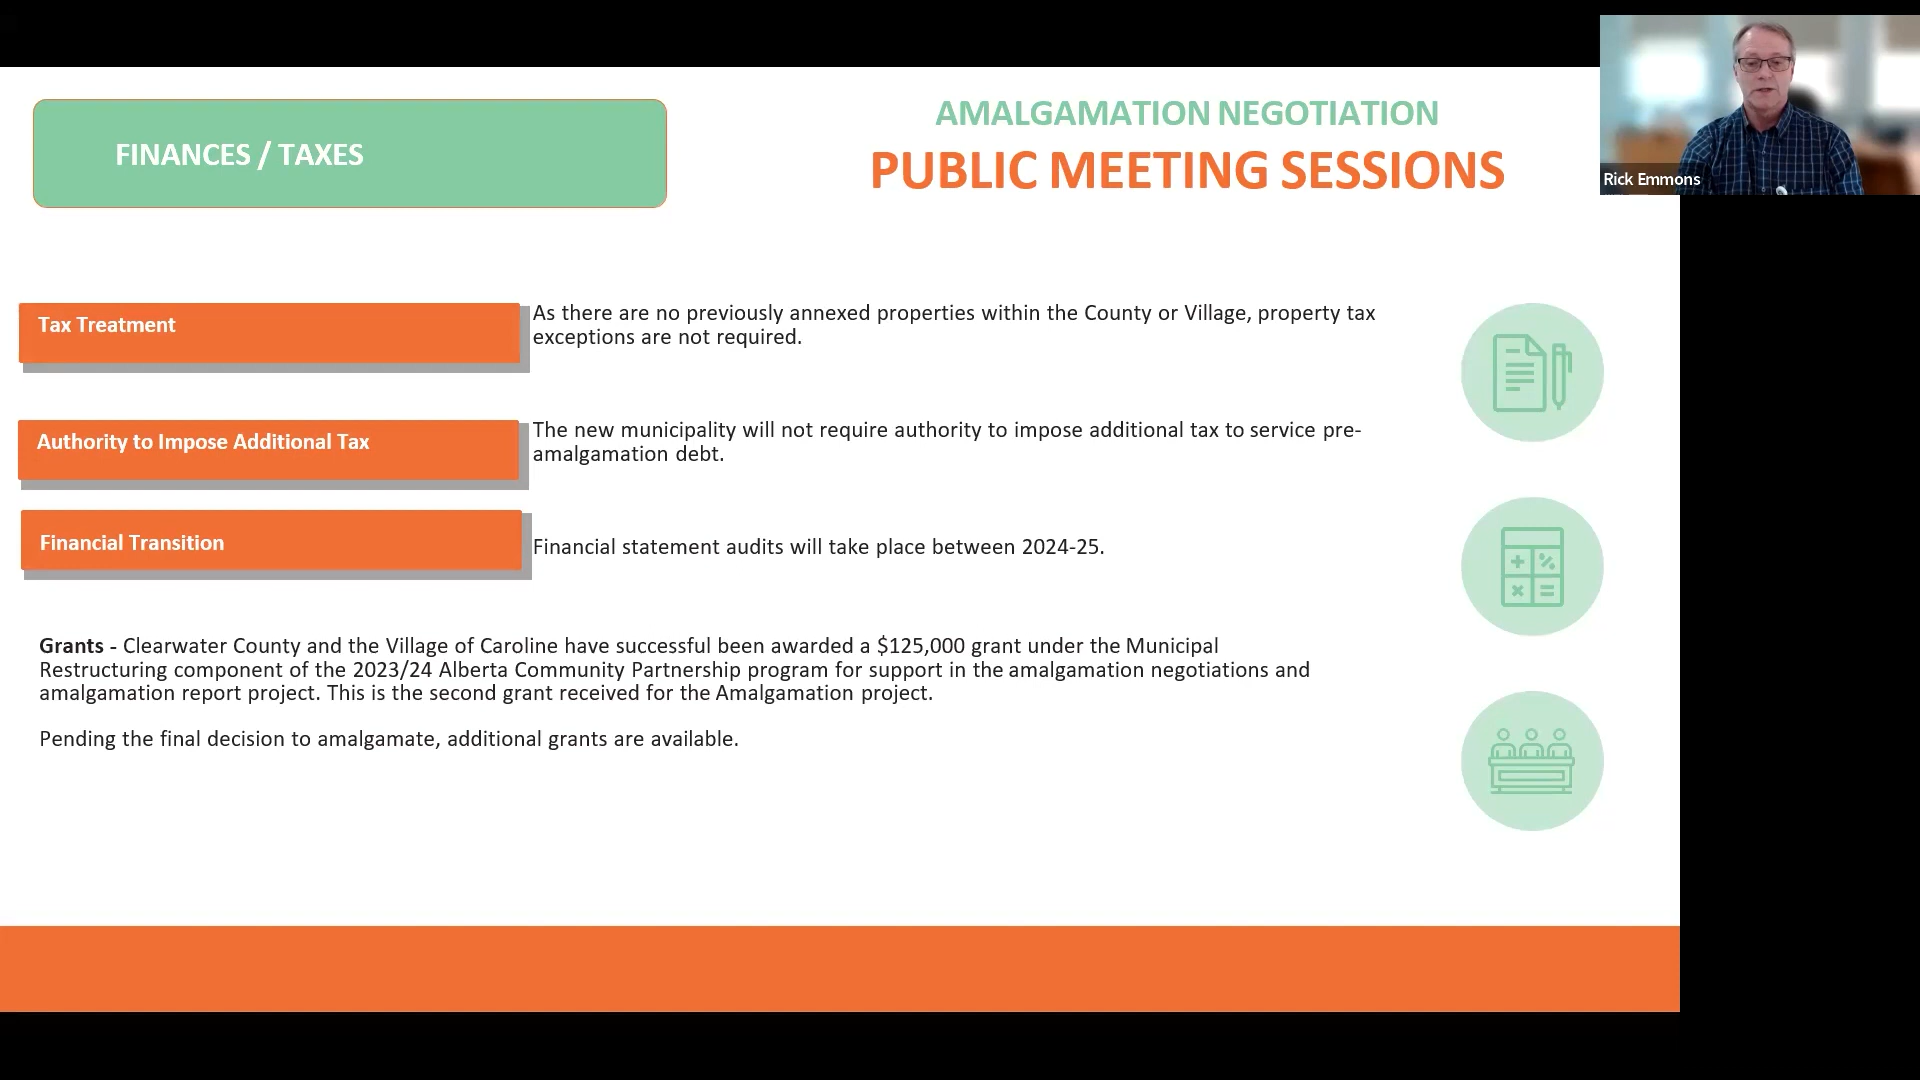 FINANCES / TAXES
AMALGAMATION NEGOTIATION
PUBLIC MEETING SESSIONS
Rick Emmons
Tax Treatment
As there are no previously annexed properties within the County or Village, property tax
exceptions are not required.
Authority to Impose Additional Tax
The new municipality will not require authority to impose additional tax to service pre-
amalgamation debt.
Financial Transition
Financial statement audits will take place between 2024-25.
Grants - Clearwater County and the Village of Caroline have successful been awarded a $125,000 grant under the Municipal
Restructuring component of the 2023/24 Alberta Community Partnership program for support in the amalgamation negotiations and
amalgamation report project. This is the second grant received for the Amalgamation project.
Pending the final decision to amalgamate, additional grants are available.